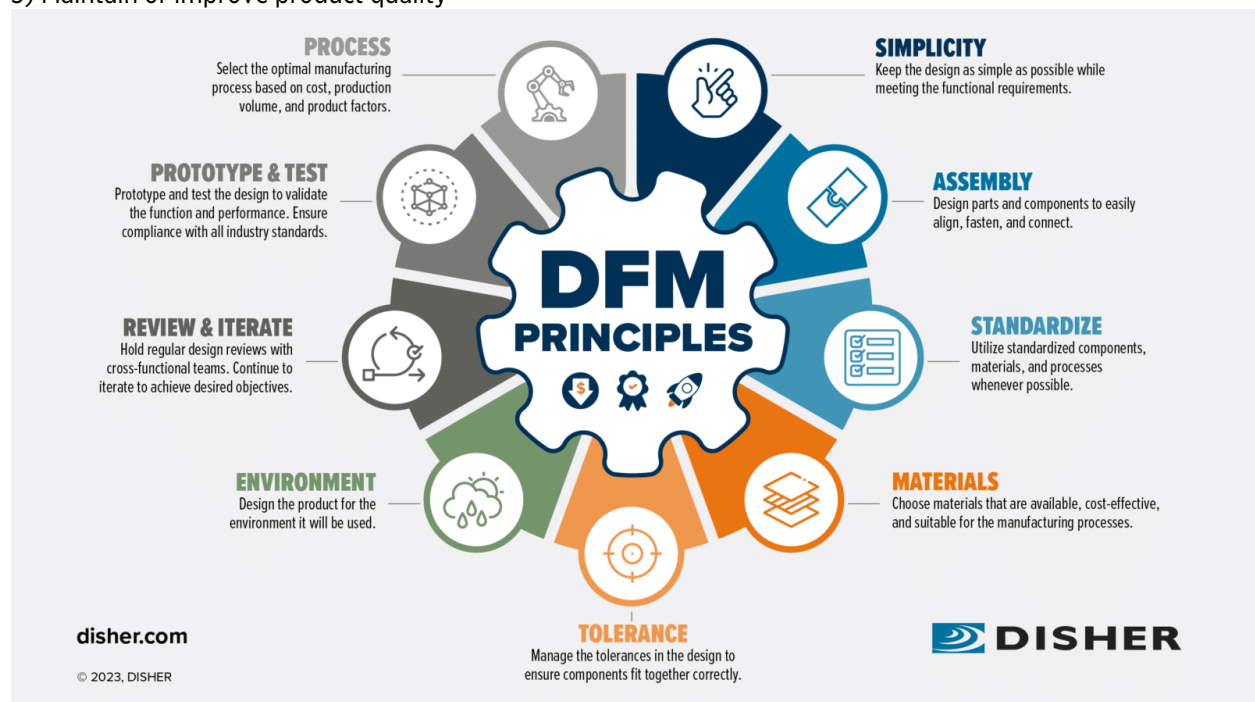 3) Maintain or improve product quality
PROCESS
Select the optimal manufacturing
process based on cost, production
volume, and product factors.
SIMPLICITY
Keep the design as simple as possible while
meeting the functional requirements.
PROTOTYPE & TEST
Prototype and test the design to validate
the function and performance. Ensure
compliance with all industry standards.
ASSEMBLY
Design parts and components to easily
align, fasten, and connect.
DFM
PRINCIPLES
$
REVIEW & ITERATE
Hold regular design reviews with
cross-functional teams. Continue to
iterate to achieve desired objectives.
STANDARDIZE
Utilize standardized components,
materials, and processes
whenever possible.
ENVIRONMENT
Design the product for the
environment it will be used.
MATERIALS
Choose materials that are available, cost-effective,
and suitable for the manufacturing processes.
TOLERANCE
Manage the tolerances in the design to
ensure components fit together correctly.
disher.com
© 2023, DISHER
DISHER